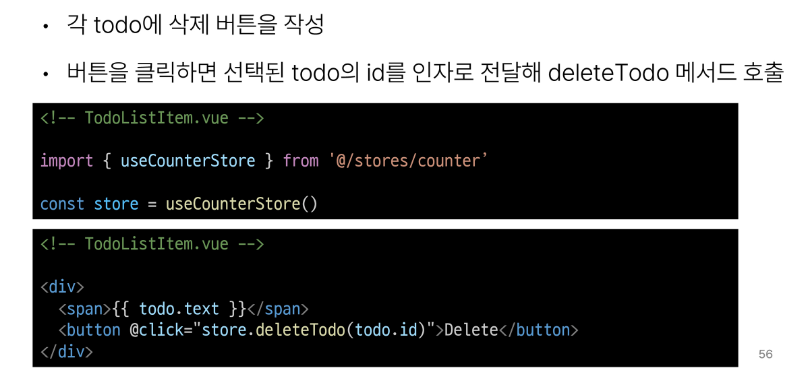 • 각 todo에 삭제 버튼을 작성
• 버튼을 클릭하면 선택된 todo의 id를 인자로 전달해 deleteTodo 메서드 호출
<!-- TodoListItem.vue -->
import { useCounterStore } from '@/stores/counter’
const store = useCounterStore()
<!-- TodoListItem.vue -->
<div>
  <span>{{ todo.text }}</span>
  <button @click="store.deleteTodo(todo.id)">Delete</button>
</div>
56